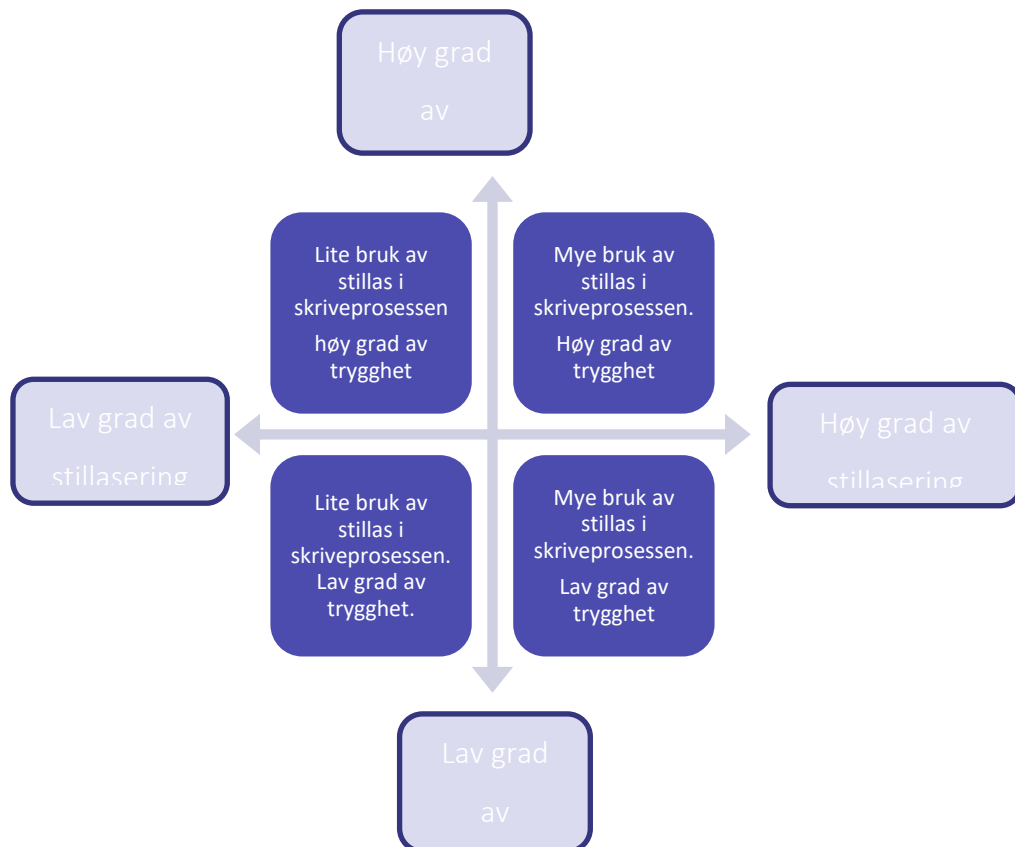 Høy grad
av
Lite bruk av
stillas i
skriveprosessen
høy grad av
trygghet
Mye bruk av
stillas i
skriveprosessen.
Høy grad av
trygghet
Lav grad av
stillasering
Høy grad av
stillasering
Lite bruk av
stillas i
skriveprosessen.
Lav grad av
trygghet.
Mye bruk av
stillas i
skriveprosessen.
Lav grad av
trygghet
Lav grad
av